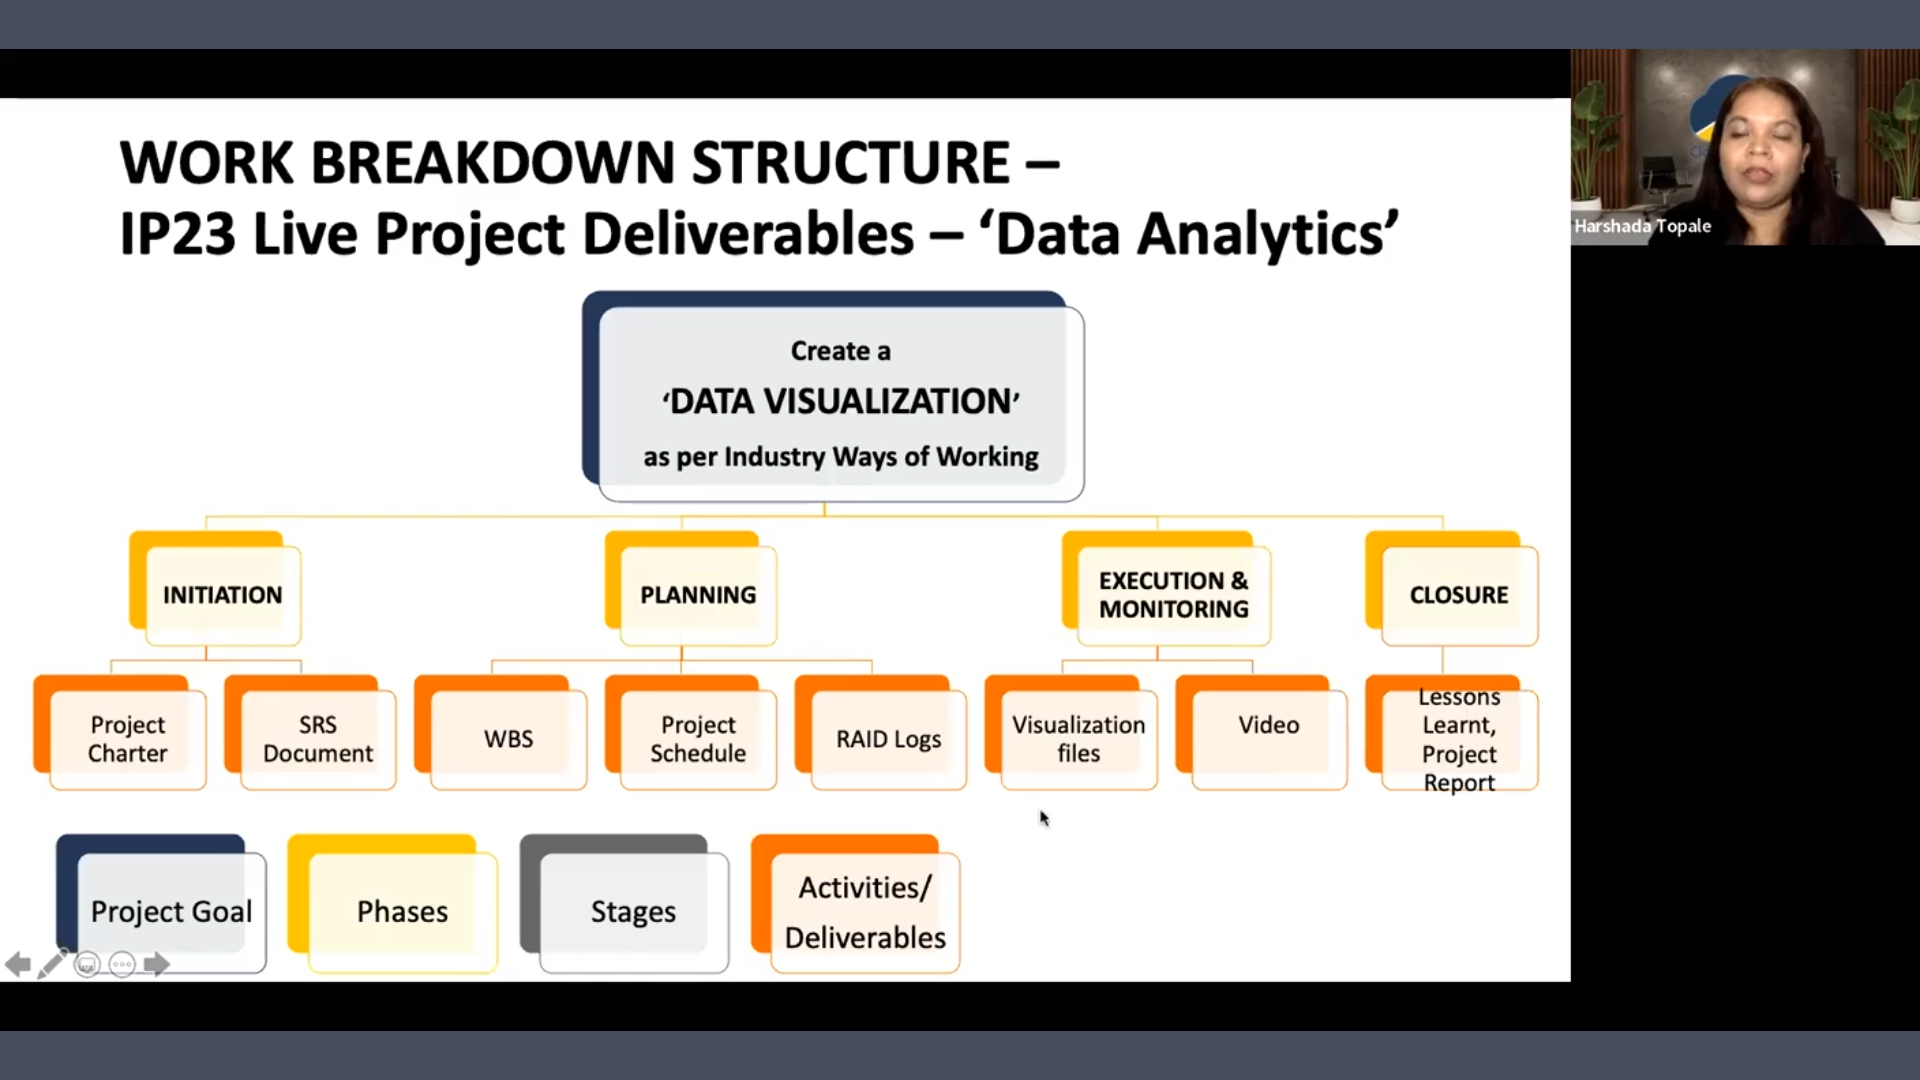 WORK BREAKDOWN STRUCTURE –
IP23 Live Project Deliverables – ‘Data Analytics’
Harshada Topale
Create a
‘DATA VISUALIZATION’
as per Industry Ways of Working
INITIATION
PLANNING
EXECUTION &
MONITORING
CLOSURE
Project
Charter
SRS
Document
WBS
Project
Schedule
RAID Logs
Visualization
files
Video
Lessons
Learnt,
Project
Report
Project Goal
Phases
Stages
Activities/
Deliverables